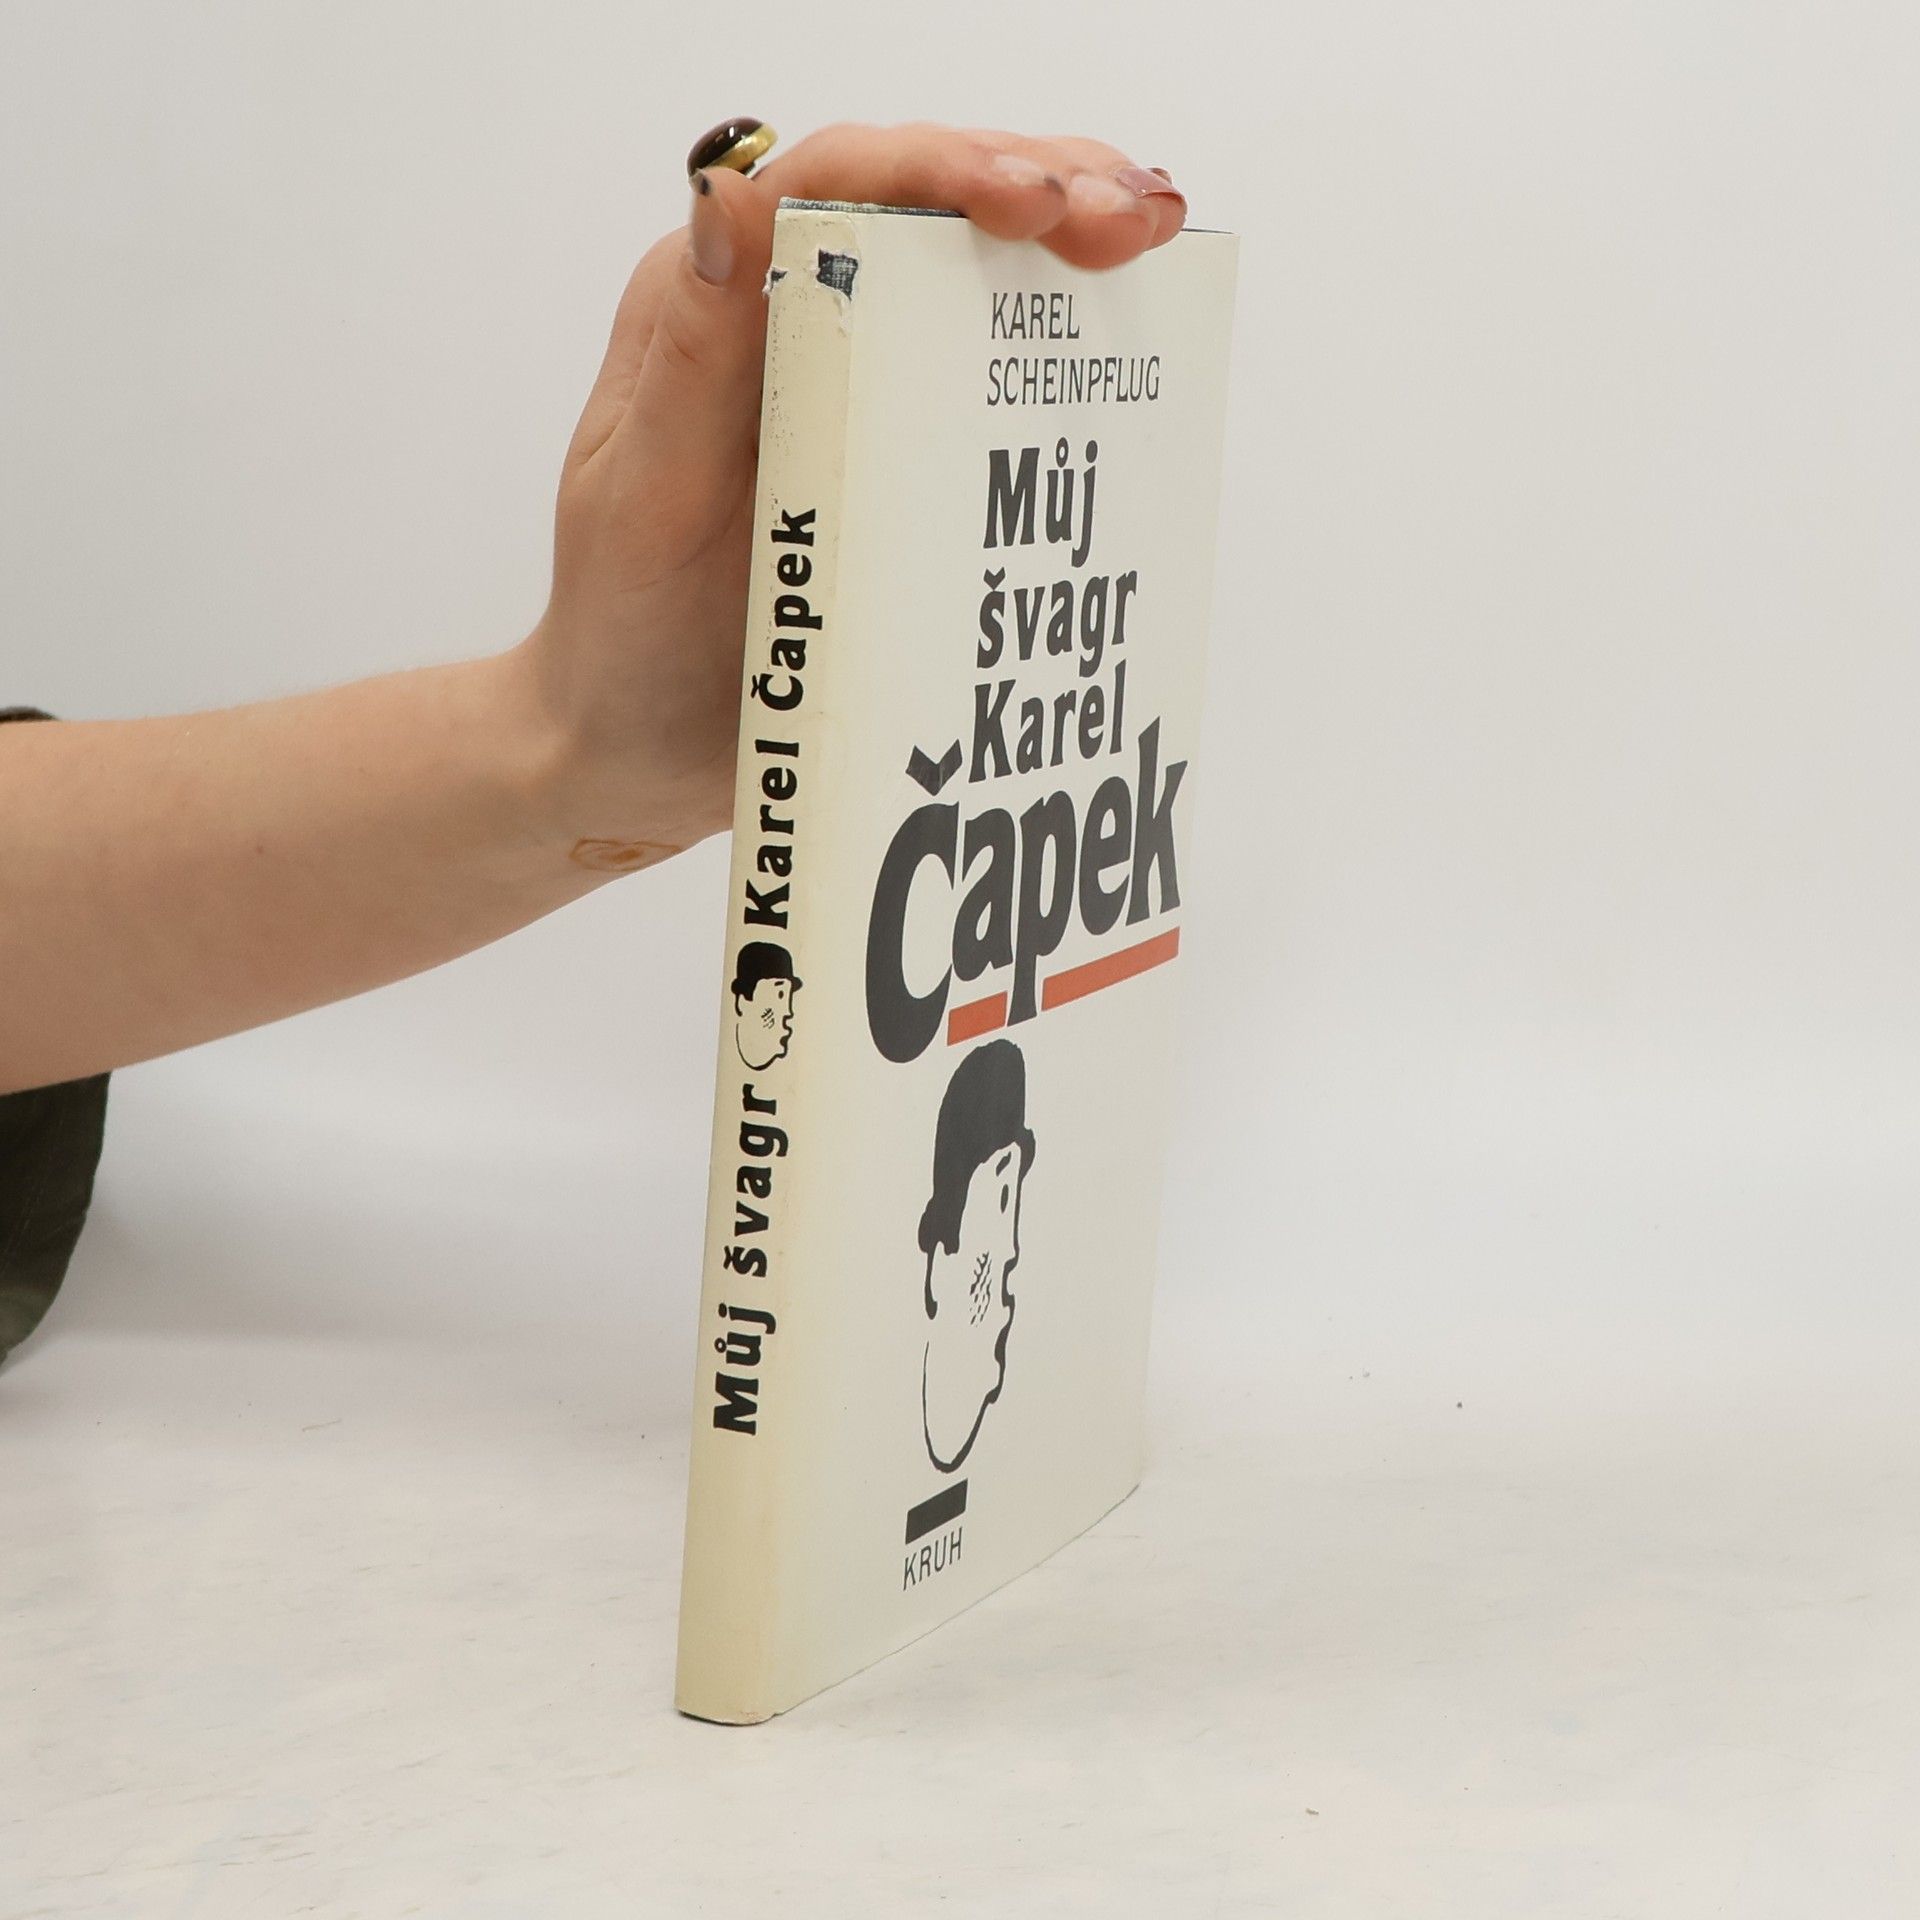 Můj švagr Karel Čapek
KAREL
SCHEINPFLUG
Můj
švagr
Karel
Čapek
KRUH